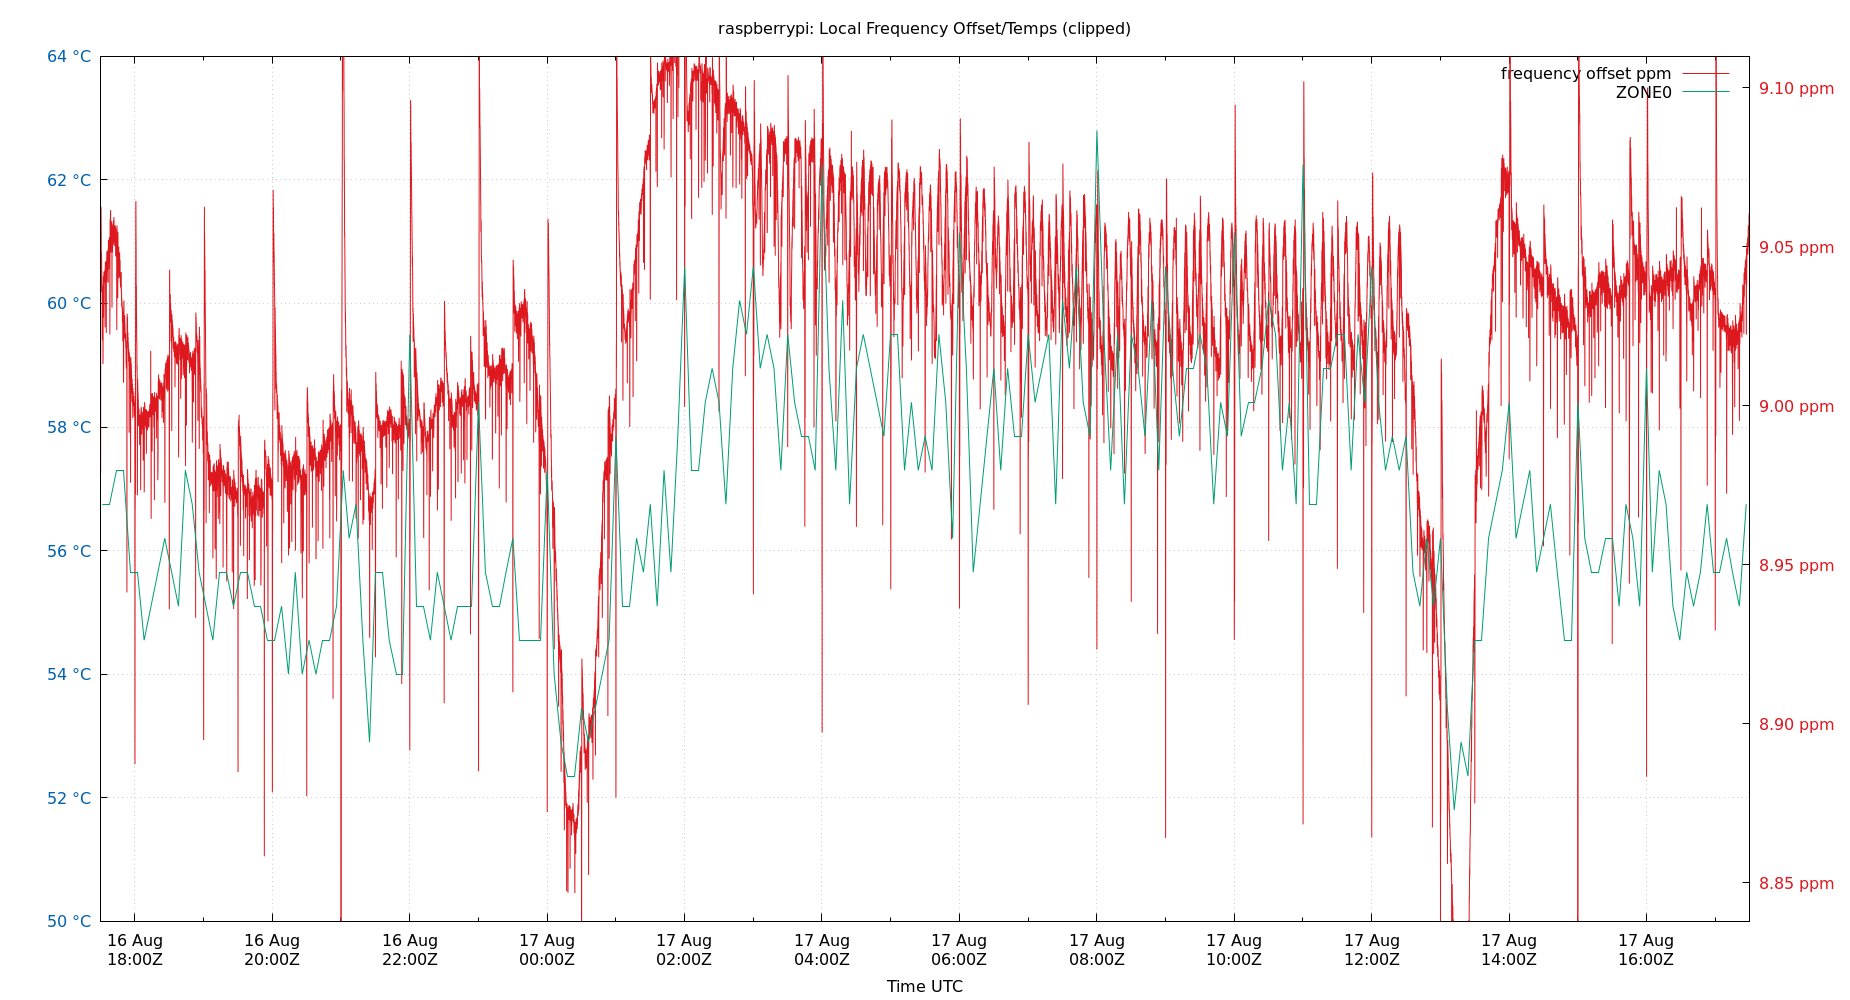 raspberrypi: Local Frequency Offset/Temps (clipped)
64 °C
62 °C
60 °C
58 °C
56 °C
54 °C
52 °C
50 °C
frequency offset ppm
ZONE0
9.10 ppm
9.05 ppm
9.00 ppm
8.95 ppm
8.90 ppm
8.85 ppm
16 Aug 16 Aug 16 Aug 17 Aug 17 Aug 17 Aug 17 Aug 17 Aug 17 Aug 17 Aug 17 Aug 17 Aug
18:00Z 20:00Z 22:00Z 00:00Z 02:00Z 04:00Z 06:00Z 08:00Z 10:00Z 12:00Z 14:00Z 16:00Z
Time UTC